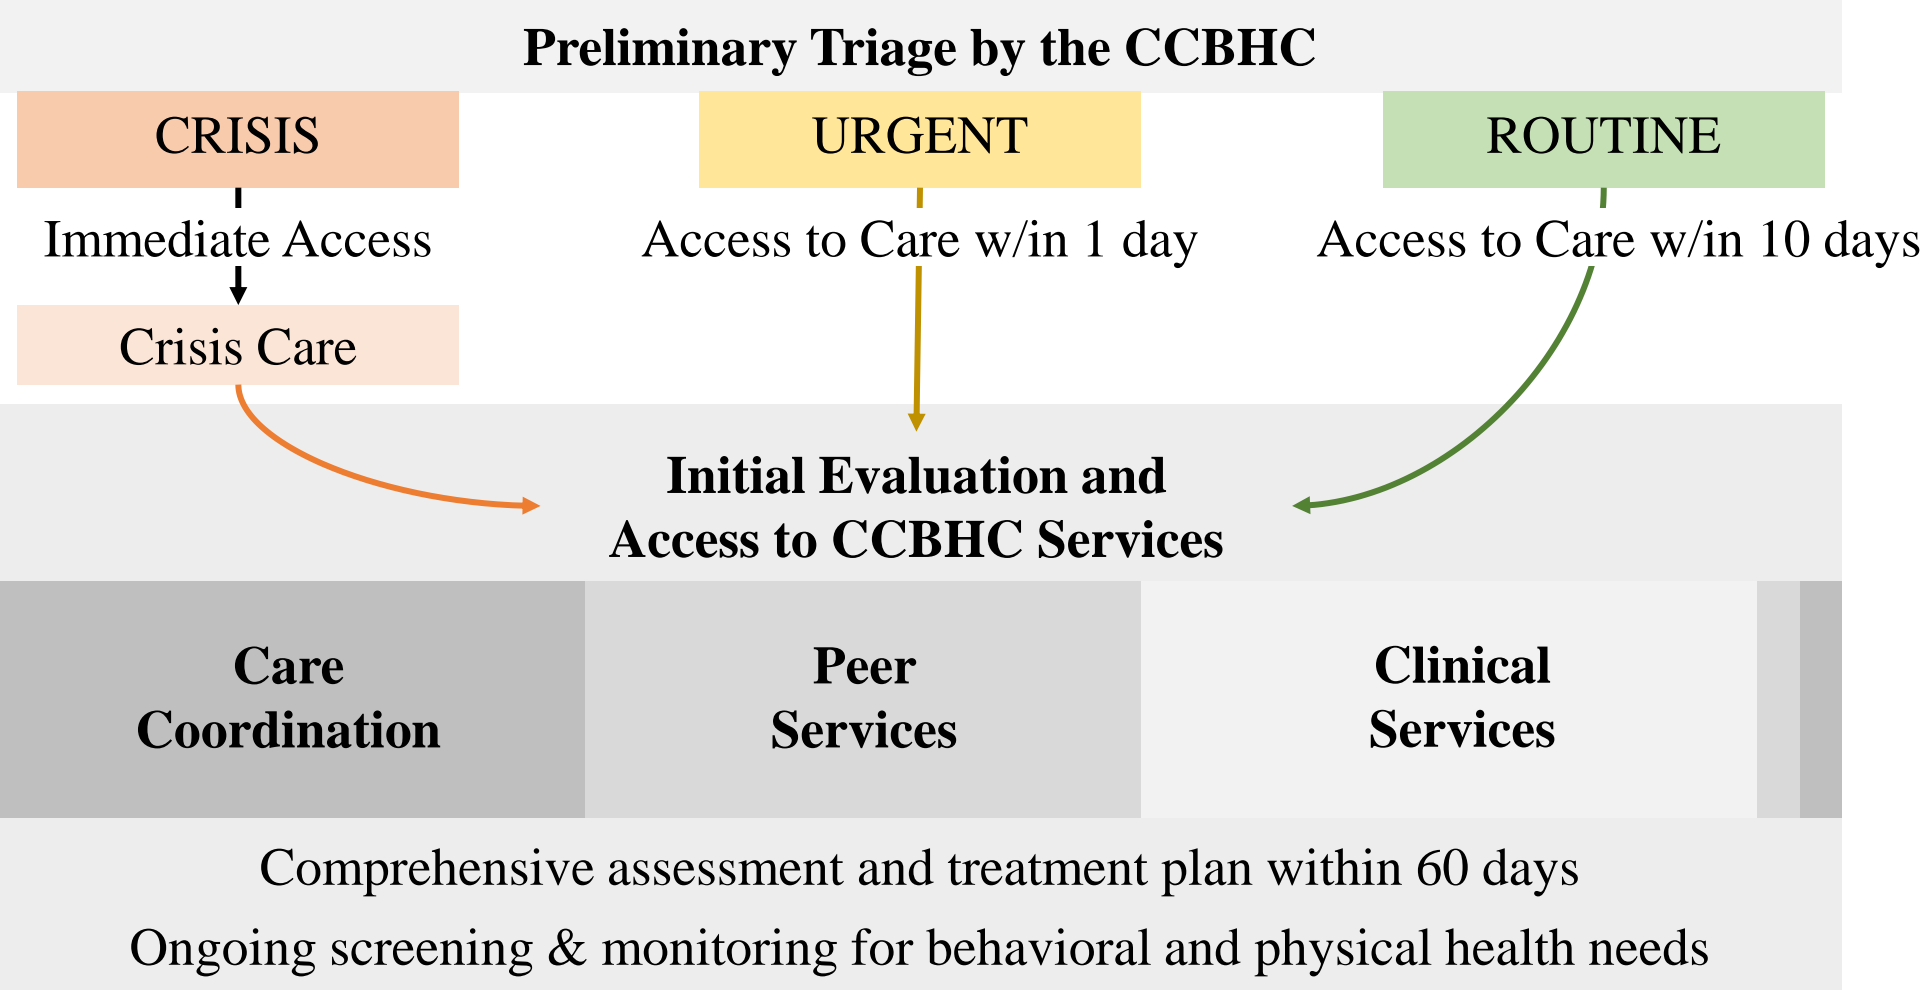 Preliminary Triage by the CCBHC
CRISIS
URGENT
ROUTINE
Immediate Access
Access to Care w/in 1 day
Access to Care w/in 10 days
Crisis Care
Initial Evaluation and
Access to CCBHC Services
Care
Coordination
Peer
Services
Clinical
Services
Comprehensive assessment and treatment plan within 60 days
Ongoing screening & monitoring for behavioral and physical health needs